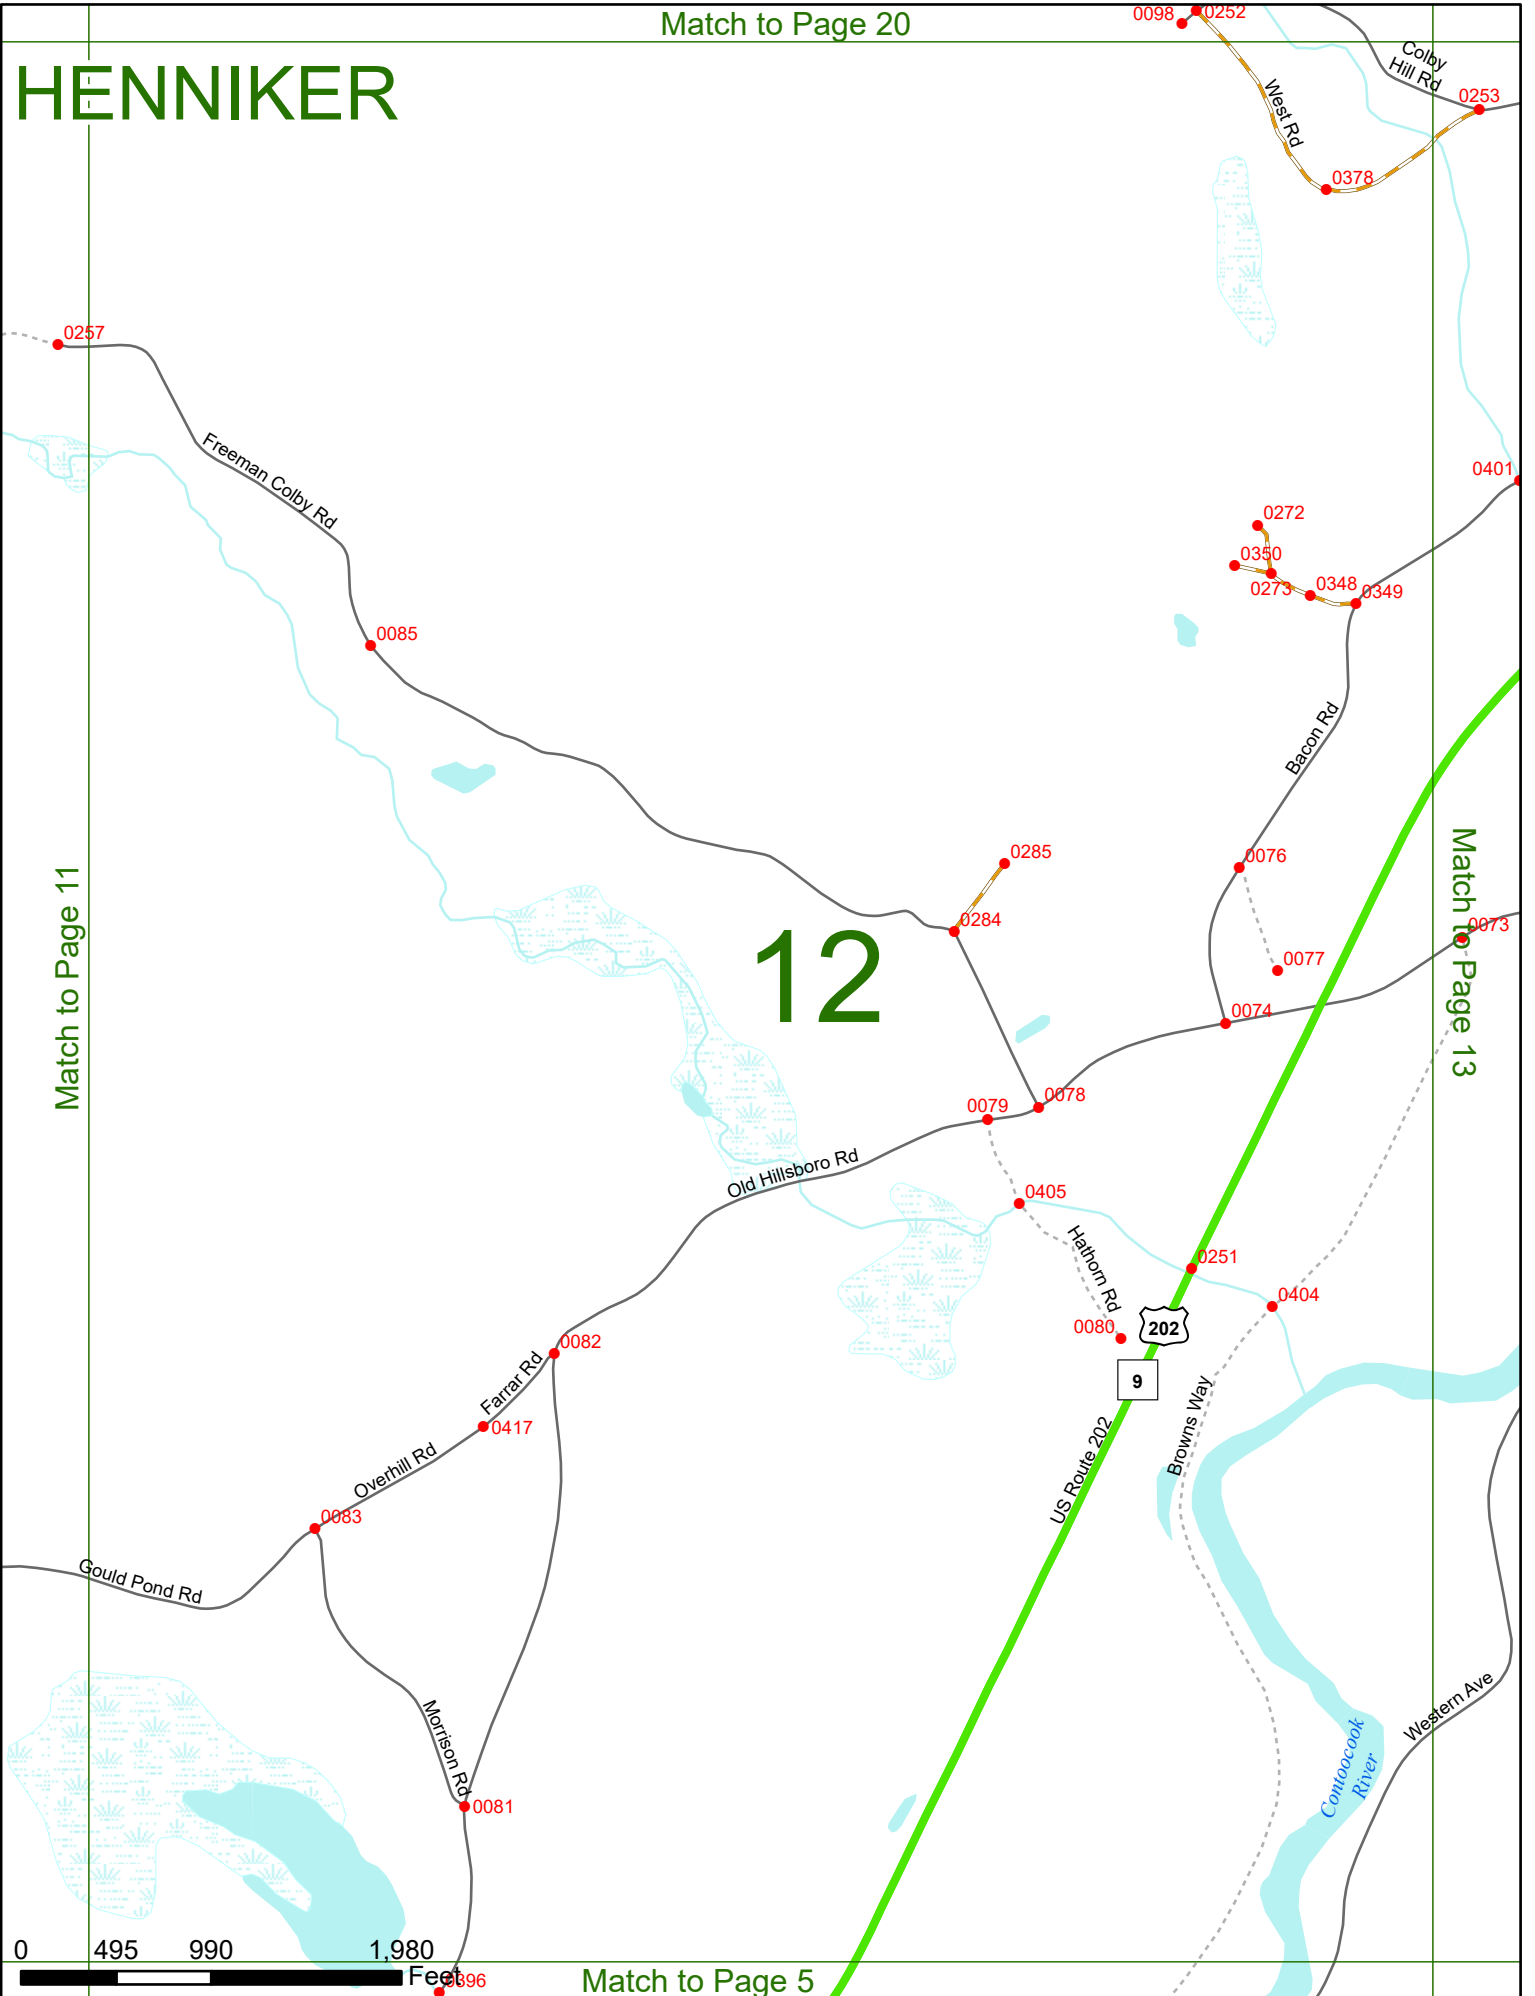 Match to Page 20
HENNIKER
0098
0252
Colby
Hill Rd
0253
West Rd
0378
0257
Freeman Colby Rd
0401
0272
0350
0273
0348
0349
0085
Bacon Rd
0285
0076
Match to Page 11
Match to Page 13
0284
12
0073
0077
0074
0079
0078
Old Hillsboro Rd
0405
Hathorn Rd
0251
0404
0080
202
9
0082
Farrar Rd
0417
Overhill Rd
Browns Way
US Route 202
0083
Gould Pond Rd
Morrison Rd
Western Ave
Contoocook
River
0081
0 495 990 1,980
Feet
0396
Match to Page 5